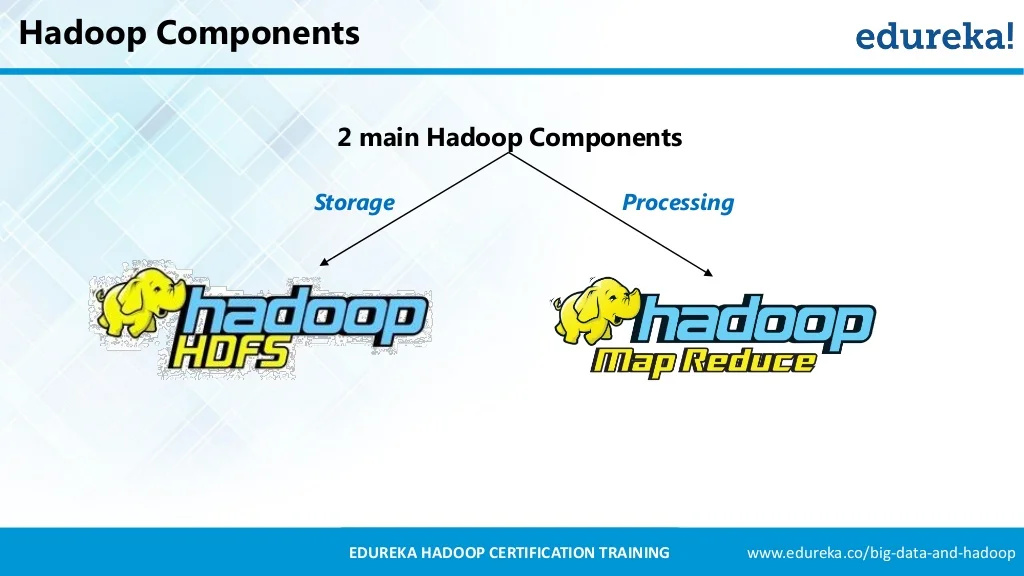 Hadoop Components
edureka!
2 main Hadoop Components
Storage
Processing
hadoop
HDFS
hadoop
Map Reduce
EDUREKA HADOOP CERTIFICATION TRAINING
www.edureka.co/big-data-and-hadoop